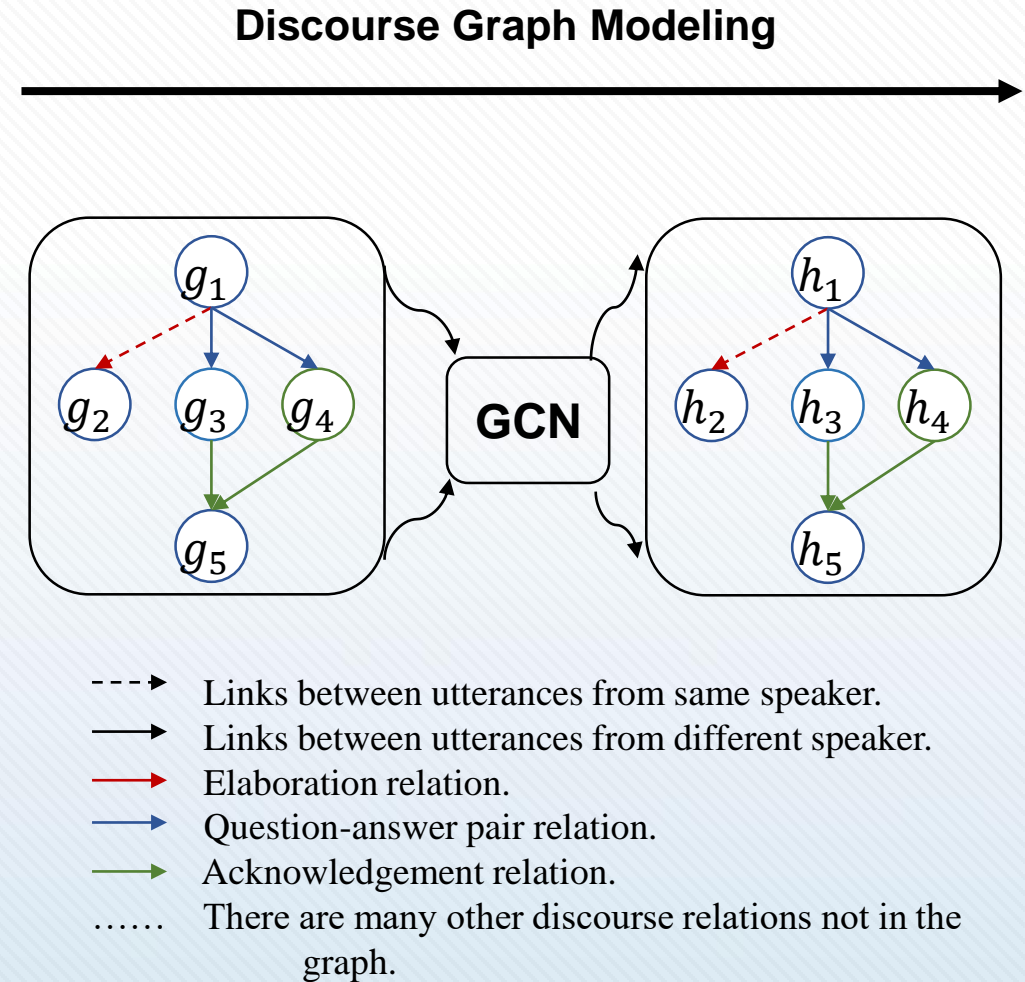 Discourse Graph Modeling
g₁
h₁
g₂ g₃ g₄
GCN
h₂ h₃ h₄
g₅
h₅
Links between utterances from same speaker.
Links between utterances from different speaker.
Elaboration relation.
Question-answer pair relation.
Acknowledgement relation.
…… There are many other discourse relations not in the
graph.